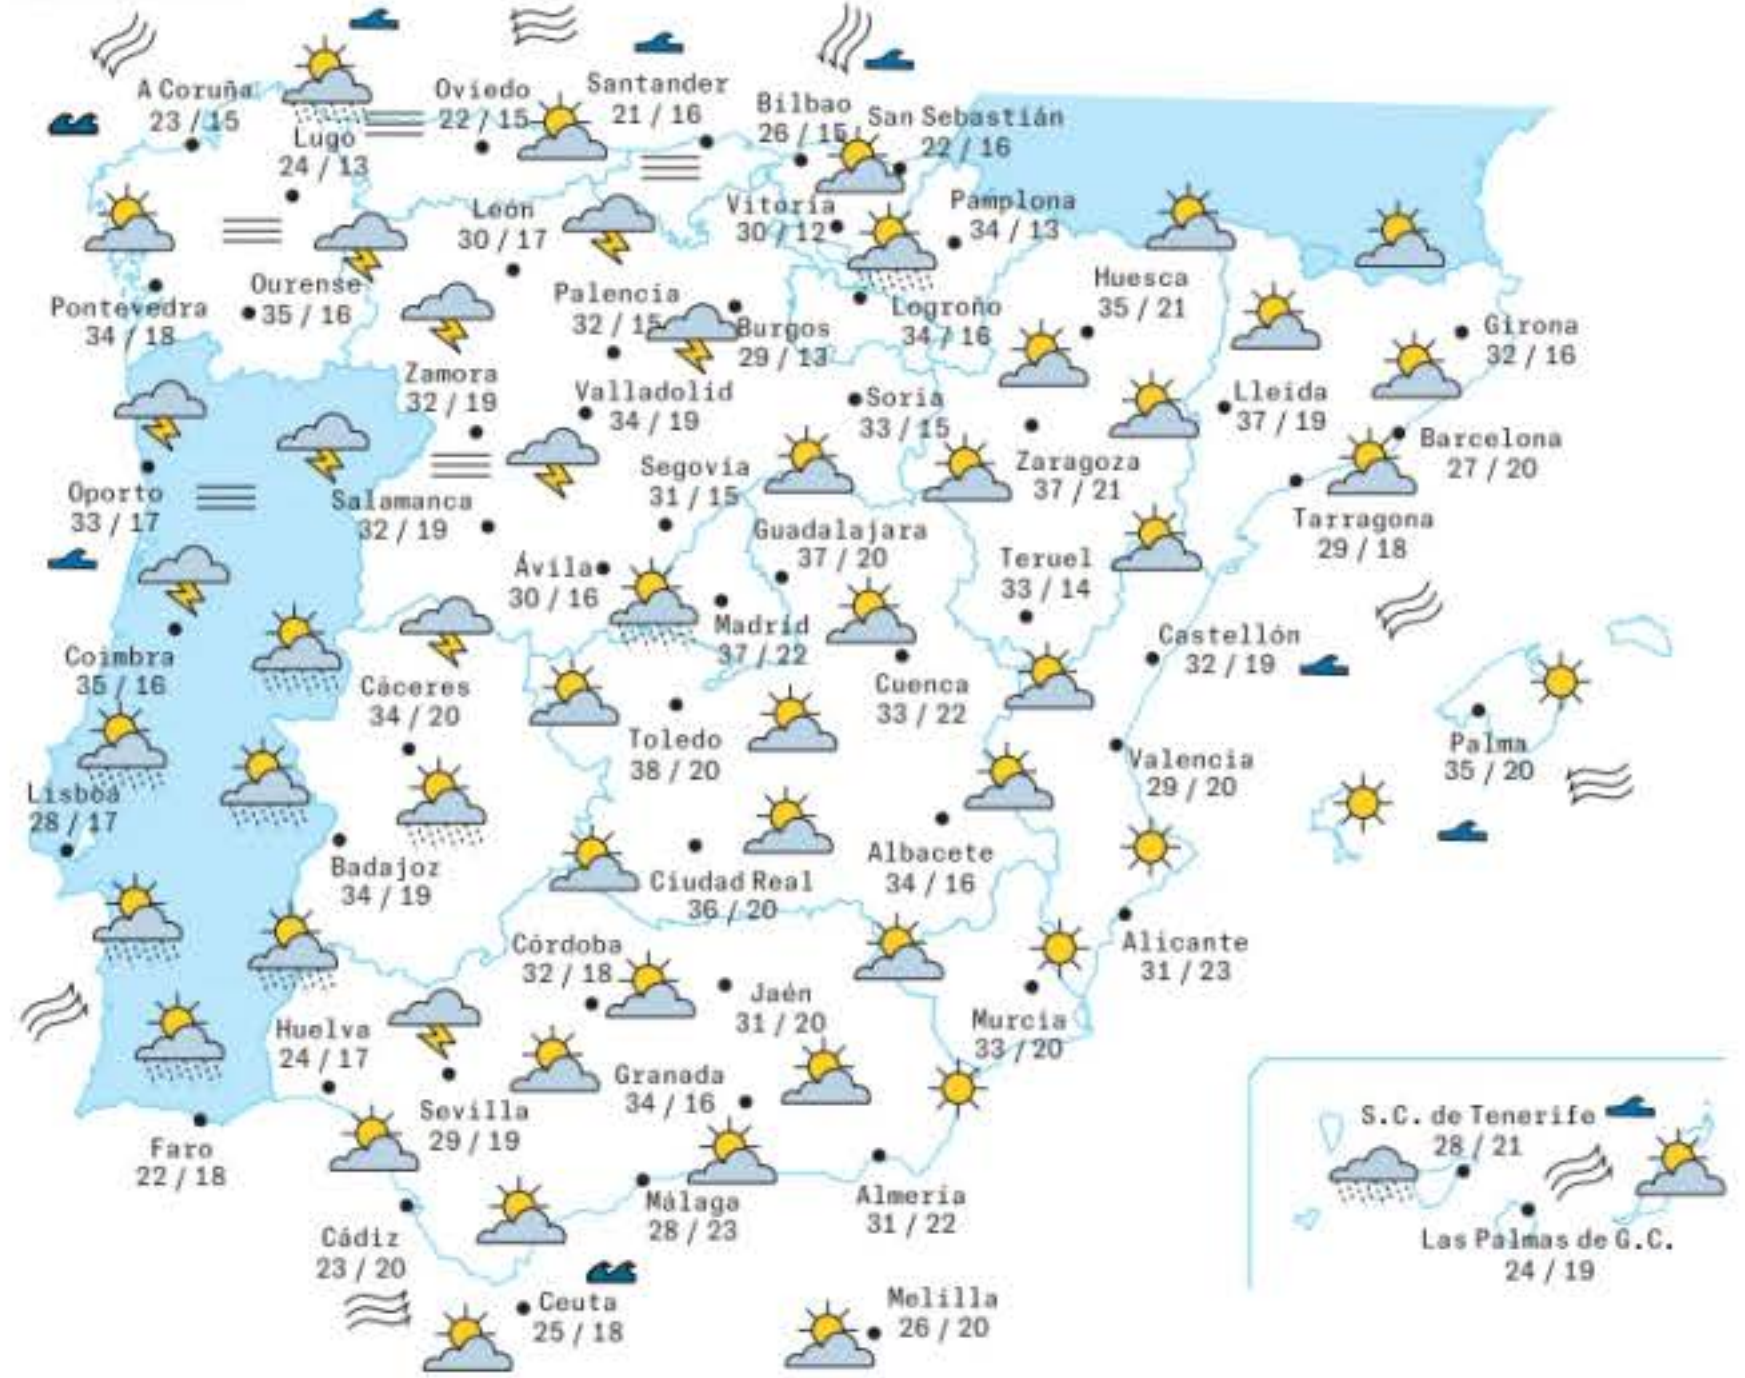 A Coruña
23 / 15
Lugo
24 / 13
Oviedo
22 / 15
Santander
21 / 16
Bilbao
26 / 15
San Sebastián
22 / 16
Vitoria
30 / 12
Pamplona
34 / 13
León
30 / 17
Pontevedra
34 / 18
Ourense
35 / 16
Palencia
32 / 15
Burgos
29 / 13
Logroño
34 / 16
Huesca
35 / 21
Girona
32 / 16
Zamora
32 / 19
Valladolid
34 / 19
Soria
33 / 15
Lleida
37 / 19
Barcelona
27 / 20
Zaragoza
37 / 21
Segovia
31 / 15
Oporto
33 / 17
Salamanca
32 / 19
Guadalajara
37 / 20
Tarragona
29 / 18
Ávila
30 / 16
Teruel
33 / 14
Madrid
37 / 22
Castellón
32 / 19
Coimbra
35 / 16
Cáceres
34 / 20
Cuenca
33 / 22
Toledo
38 / 20
Valencia
29 / 20
Palma
35 / 20
Lisboa
28 / 17
Badajoz
34 / 19
Ciudad Real
36 / 20
Albacete
34 / 16
Córdoba
32 / 18
Alicante
31 / 23
Jaén
31 / 20
Murcia
33 / 20
Huelva
24 / 17
Granada
34 / 16
Sevilla
29 / 19
Faro
22 / 18
S.C. de Tenerife
28 / 21
Málaga
28 / 23
Almería
31 / 22
Cádiz
23 / 20
Las Palmas de G.C.
24 / 19
Ceuta
25 / 18
Melilla
26 / 20